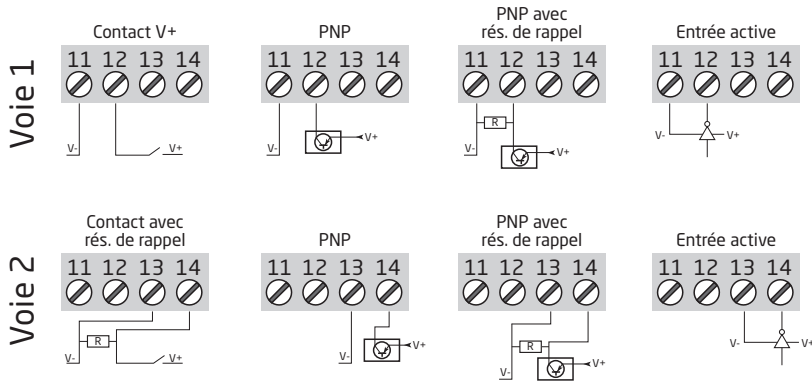 Voie 1
Contact V+
11 12 13 14
V- V+
PNP
11 12 13 14
V- V+
PNP avec
rés. de rappel
11 12 13 14
R
V- V+
Entrée active
11 12 13 14
V- V+
Voie 2
Contact avec
rés. de rappel
11 12 13 14
R
V- V+
PNP
11 12 13 14
V- V+
PNP avec
rés. de rappel
11 12 13 14
R
V- V+
Entrée active
11 12 13 14
V- V+